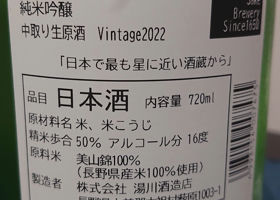 純米吟醸
Brewery
中取り生原酒 Vintage2022
Since1650
「日本で最も星に近い酒蔵から」
品目 日本酒 内容量 720ml
原材料名 米、米こうじ
精米歩合 50% アルコール分 16度
原料米 美山錦100%
(長野県産米100%使用)
製造者 株式会社 湯川酒造店